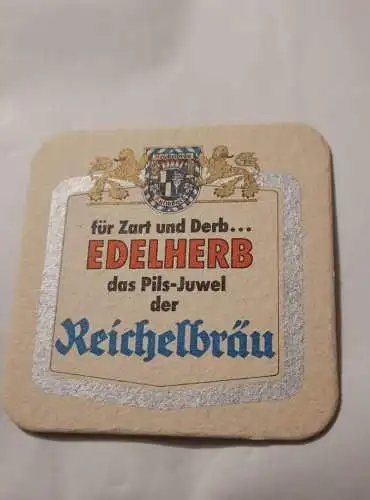 für Zart und Derb...
EDELHERB
das Pils-Juwel
der
Reichelbräu